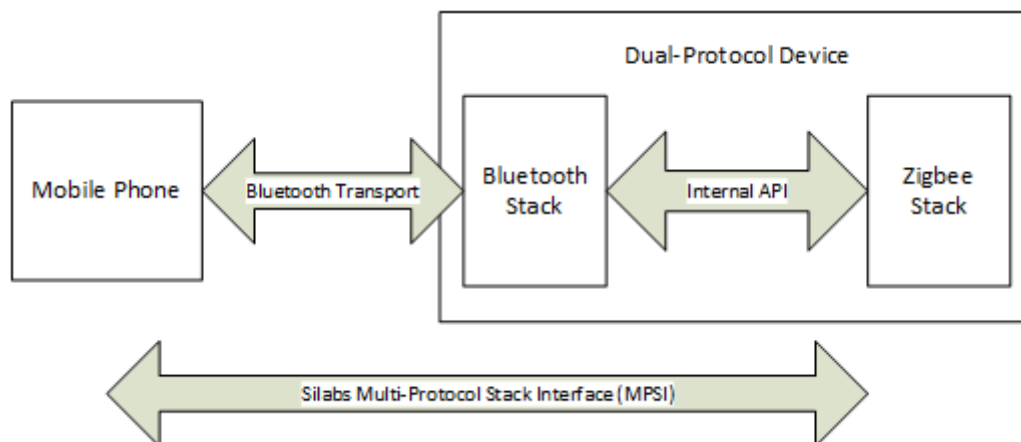 Dual-Protocol Device
Mobile Phone
Bluetooth Transport
Bluetooth
Stack
Internal API
Zigbee
Stack
Silabs Multi-Protocol Stack Interface (MPSI)